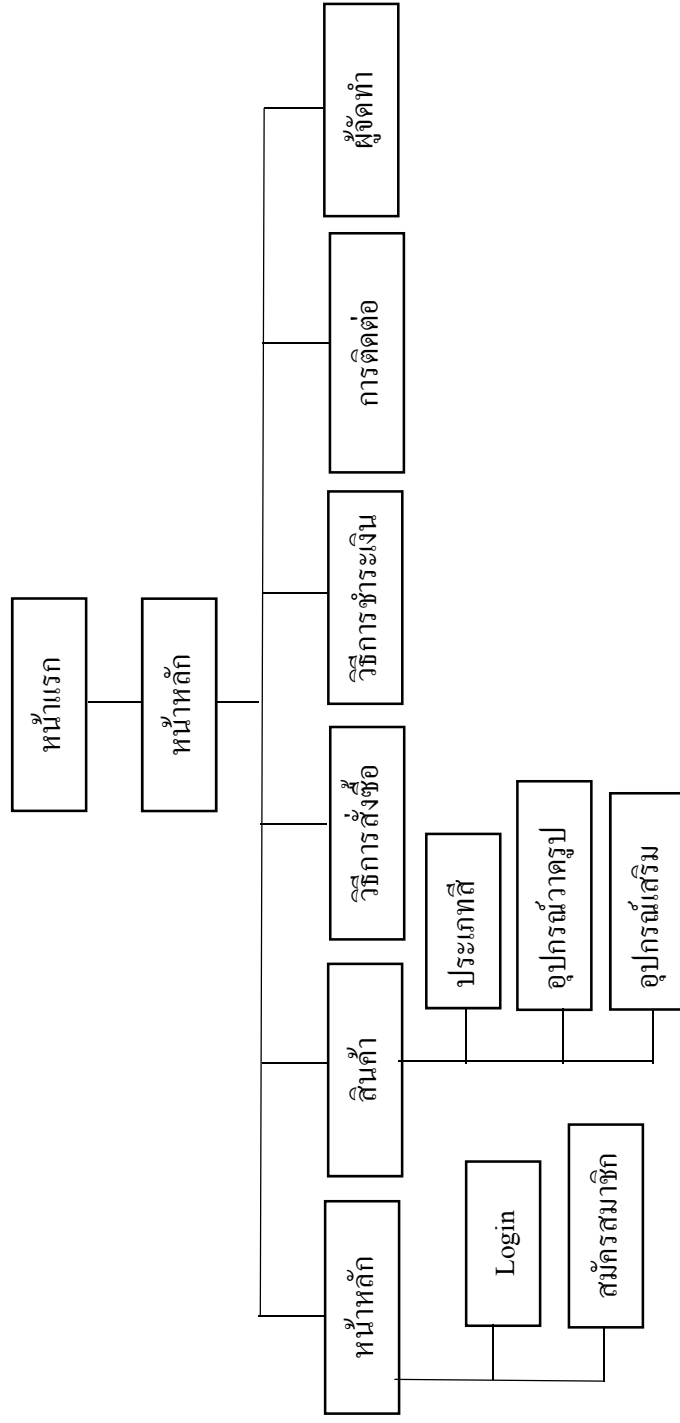 หน้าแรก
หน้าหลัก
หน้าหลัก
สินค้า
วิธีการสั่งซื้อ
วิธีการชำระเงิน
การติดต่อ
ผู้จัดทำ
Login
สมัครสมาชิก
ประเภทสี
อุปกรณ์วาดรูป
อุปกรณ์เสริม